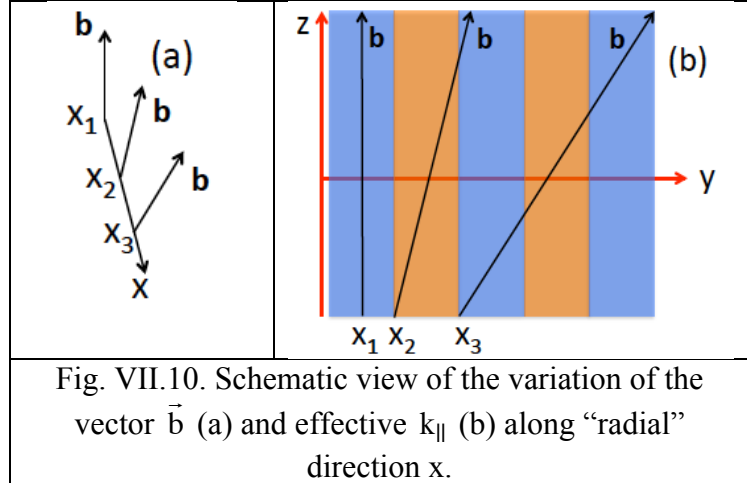 b
(a)
x₁
b
x₂
b
x₃
x
z
b
b
b
(b)
y
x₁ x₂ x₃
Fig. VII.10. Schematic view of the variation of the
vector b⃗ (a) and effective k∥ (b) along “radial”
direction x.